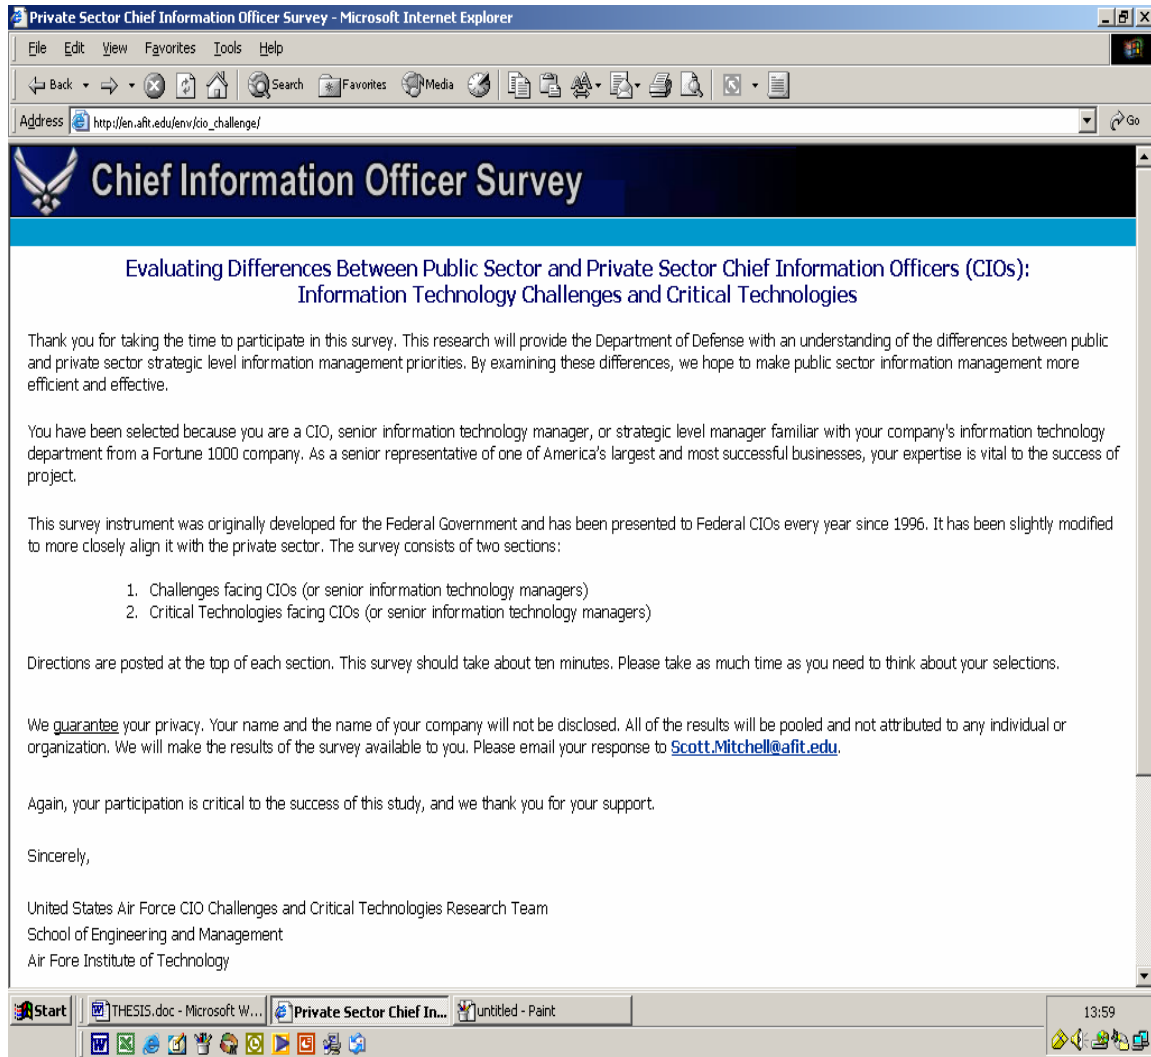 Private Sector Chief Information Officer Survey - Microsoft Internet Explorer
File Edit View Favorites Tools Help
Back Search Favorites Media
Address http://en.afit.edu/env/cio_challenge/ Go
Chief Information Officer Survey
Evaluating Differences Between Public Sector and Private Sector Chief Information Officers (CIOs):
Information Technology Challenges and Critical Technologies
Thank you for taking the time to participate in this survey. This research will provide the Department of Defense with an understanding of the differences between public
and private sector strategic level information management priorities. By examining these differences, we hope to make public sector information management more
efficient and effective.
You have been selected because you are a CIO, senior information technology manager, or strategic level manager familiar with your company's information technology
department from a Fortune 1000 company. As a senior representative of one of America's largest and most successful businesses, your expertise is vital to the success of
project.
This survey instrument was originally developed for the Federal Government and has been presented to Federal CIOs every year since 1996. It has been slightly modified
to more closely align it with the private sector. The survey consists of two sections:
1. Challenges facing CIOs (or senior information technology managers)
2. Critical Technologies facing CIOs (or senior information technology managers)
Directions are posted at the top of each section. This survey should take about ten minutes. Please take as much time as you need to think about your selections.
We guarantee your privacy. Your name and the name of your company will not be disclosed. All of the results will be pooled and not attributed to any individual or
organization. We will make the results of the survey available to you. Please email your response to Scott.Mitchell@afit.edu.
Again, your participation is critical to the success of this study, and we thank you for your support.
Sincerely,
United States Air Force CIO Challenges and Critical Technologies Research Team
School of Engineering and Management
Air Fore Institute of Technology
Start THESIS.doc - Microsoft W... Private Sector Chief In... untitled - Paint 13:59